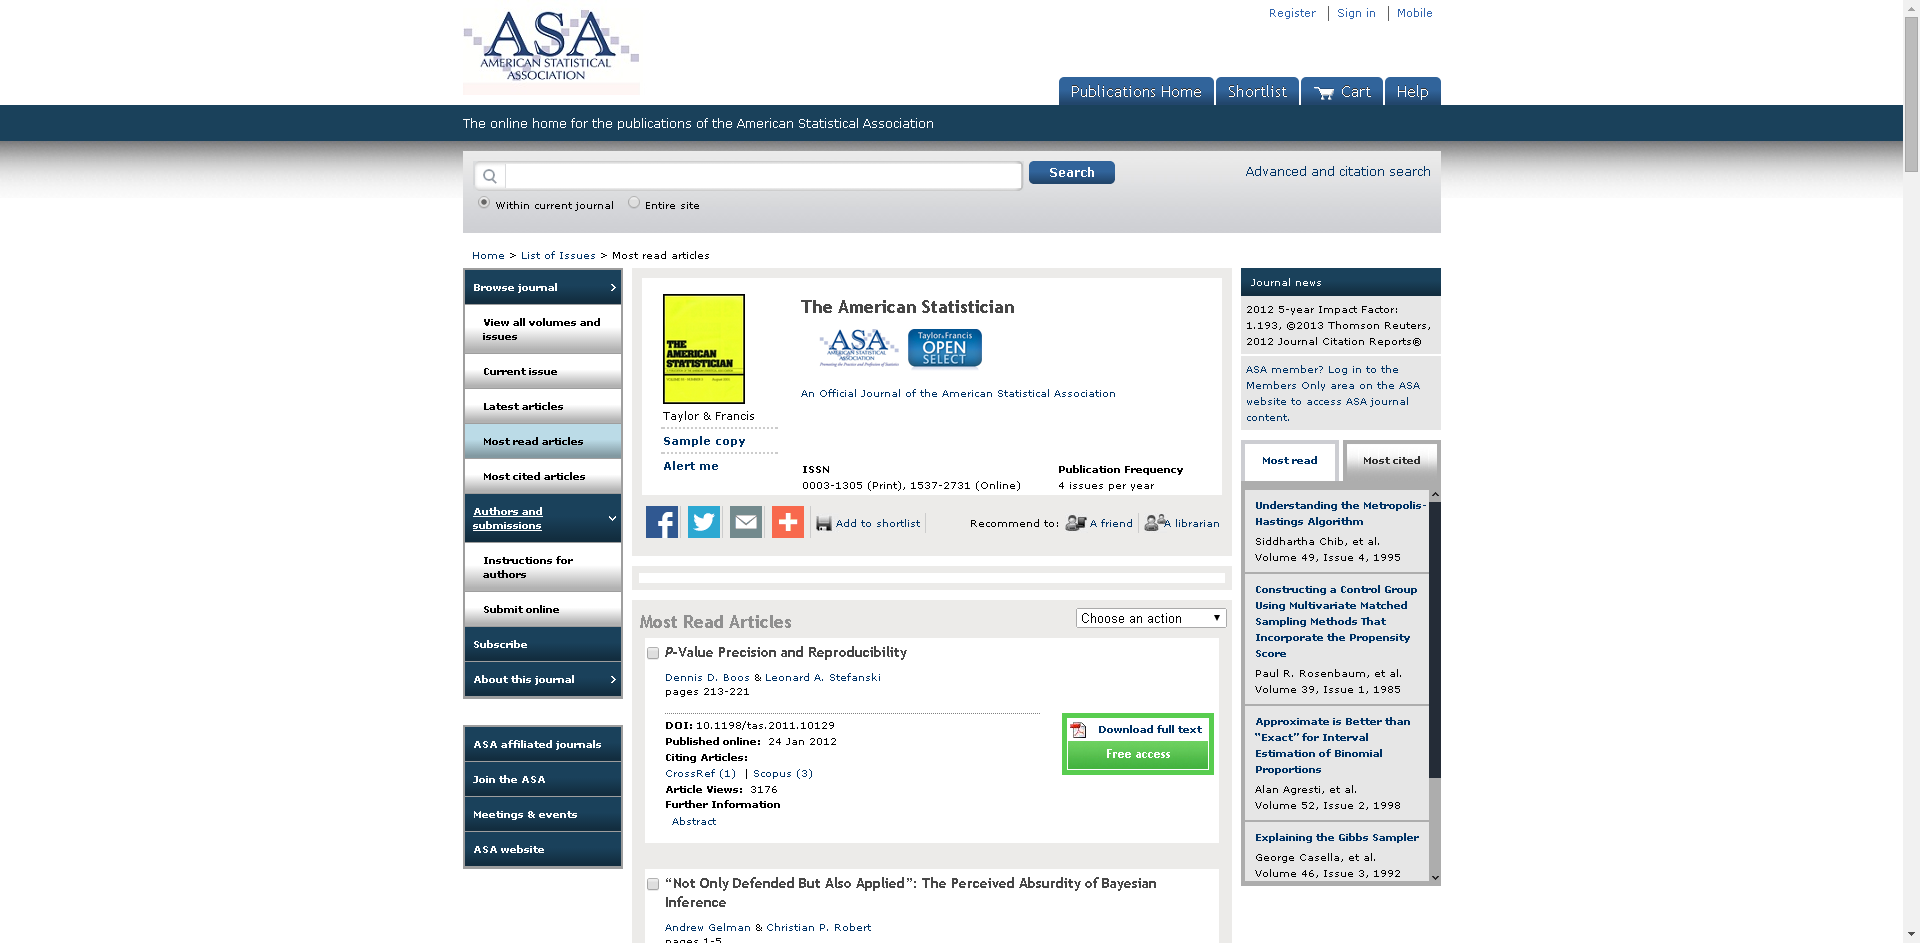 ASA
AMERICAN STATISTICAL
ASSOCIATION
Register
Sign in
Mobile
Publications Home
Shortlist
Cart
Help
The online home for the publications of the American Statistical Association
Search
Advanced and citation search
Within current journal
Entire site
Home > List of Issues > Most read articles
Browse journal
View all volumes and
issues
Current issue
Latest articles
Most read articles
Most cited articles
Authors and
submissions
Instructions for
authors
Submit online
Subscribe
About this journal
ASA affiliated journals
Join the ASA
Meetings & events
ASA website
THE
AMERICAN
STATISTICIAN
Taylor & Francis
Sample copy
Alert me
The American Statistician
ASA
AMERICAN STATISTICAL
ASSOCIATION
Taylor & Francis
OPEN
SELECT
An Official Journal of the American Statistical Association
ISSN
0003-1305 (Print), 1537-2731 (Online)
Publication Frequency
4 issues per year
Add to shortlist
Recommend to:
A friend
A librarian
Most Read Articles
Choose an action
P-Value Precision and Reproducibility
Dennis D. Boos & Leonard A. Stefanski
pages 213-221
DOI: 10.1198/tas.2011.10129
Published online: 24 Jan 2012
Citing Articles:
CrossRef (1) | Scopus (3)
Article Views: 3176
Further Information
Abstract
Download full text
Free access
“Not Only Defended But Also Applied”: The Perceived Absurdity of Bayesian
Inference
Andrew Gelman & Christian P. Robert
pages 1-5
Journal news
2012 5-year Impact Factor:
1.193, ©2013 Thomson Reuters,
2012 Journal Citation Reports®
ASA member? Log in to the
Members Only area on the ASA
website to access ASA journal
content.
Most read
Most cited
Understanding the Metropolis-
Hastings Algorithm
Siddhartha Chib, et al.
Volume 49, Issue 4, 1995
Constructing a Control Group
Using Multivariate Matched
Sampling Methods That
Incorporate the Propensity
Score
Paul R. Rosenbaum, et al.
Volume 39, Issue 1, 1985
Approximate is Better than
“Exact” for Interval
Estimation of Binomial
Proportions
Alan Agresti, et al.
Volume 52, Issue 2, 1998
Explaining the Gibbs Sampler
George Casella, et al.
Volume 46, Issue 3, 1992